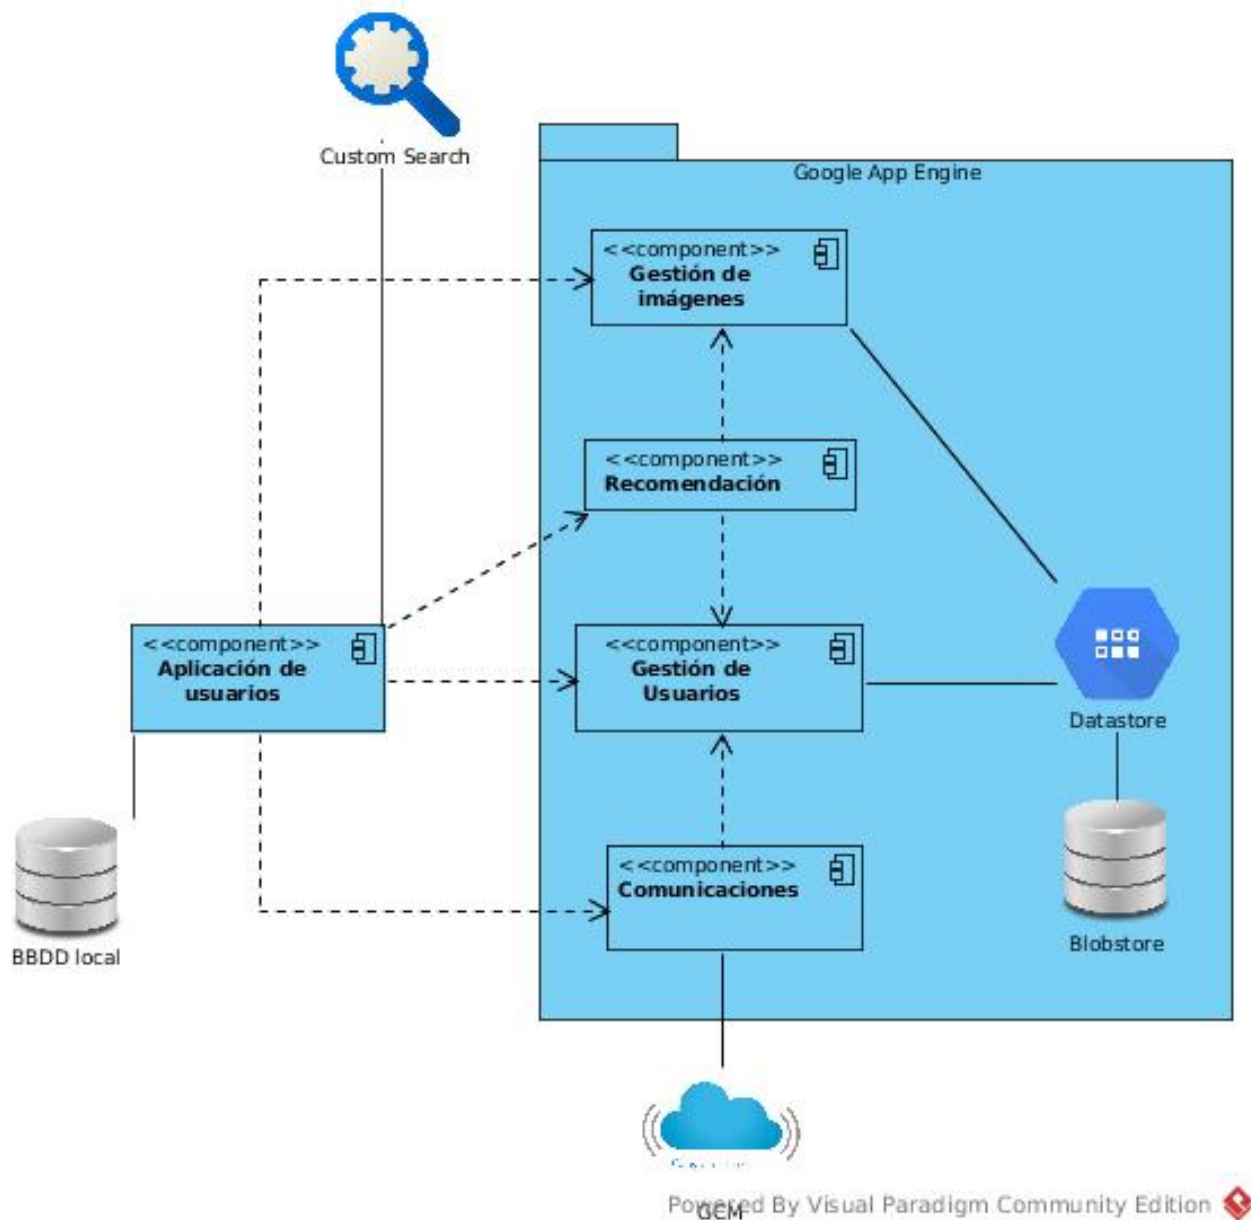 Custom Search
Google App Engine
<<component>>
Gestión de
imágenes
<<component>>
Recomendación
<<component>>
Aplicación de
usuarios
<<component>>
Gestión de
Usuarios
Datastore
<<component>>
Comunicaciones
BBDD local
Blobstore
Powered By Visual Paradigm Community Edition
GCM